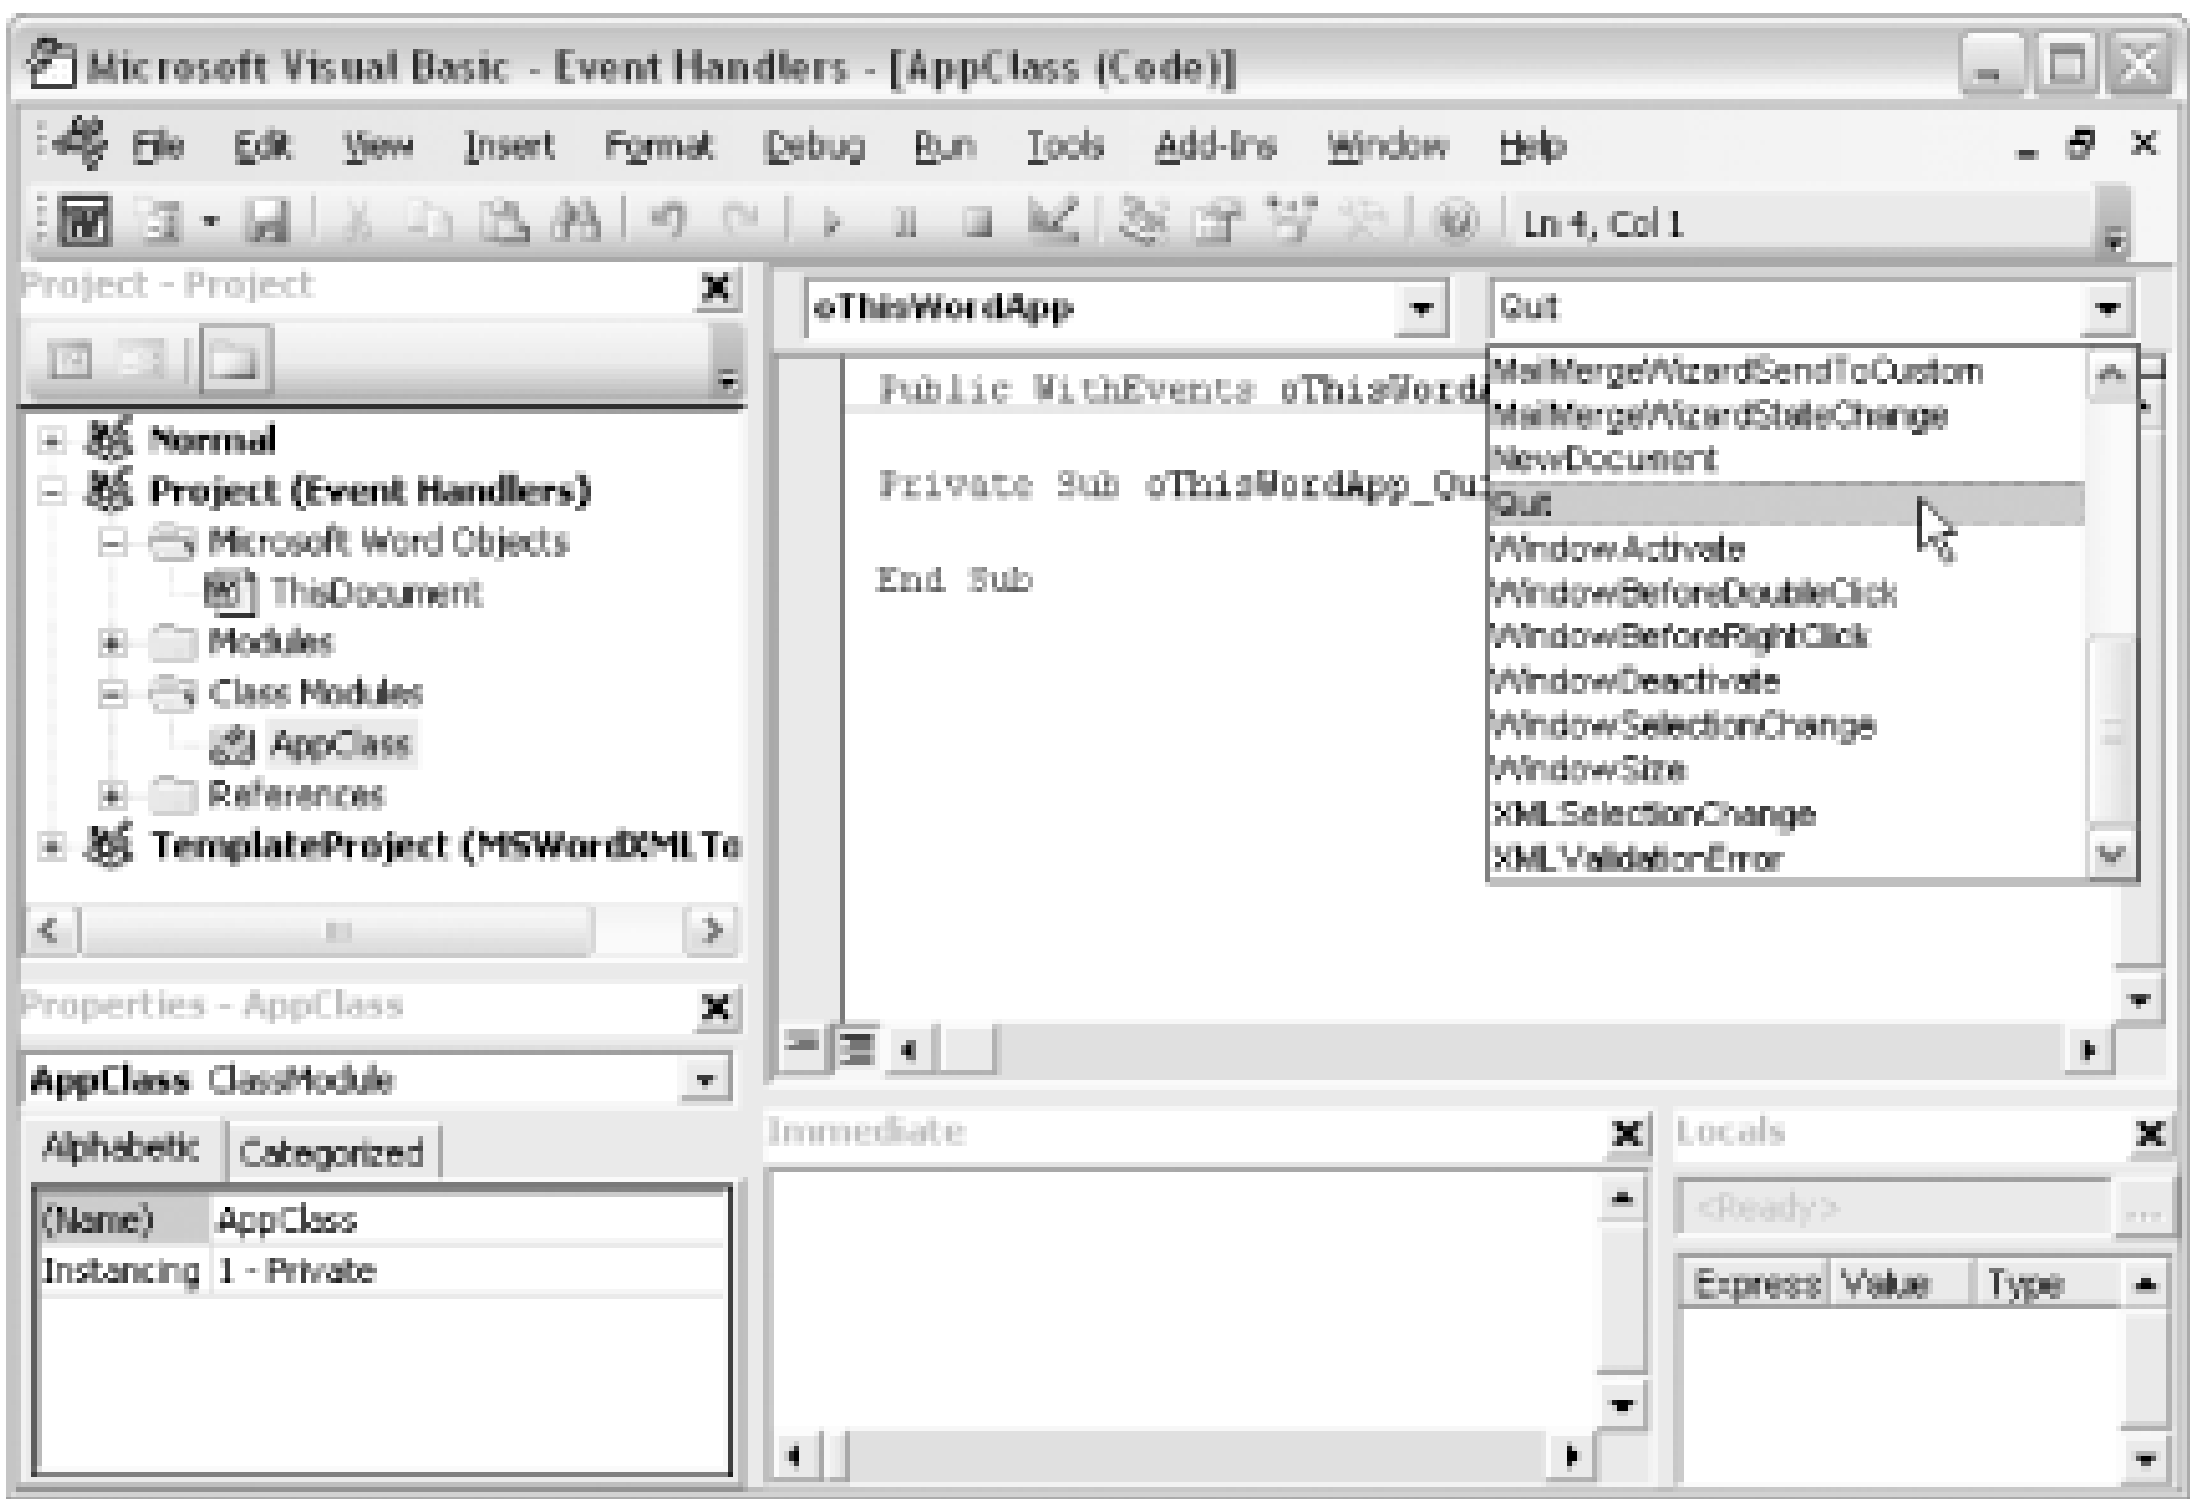 Microsoft Visual Basic - Event Handlers - [AppClass (Code)]
File Edit View Insert Format Debug Run Tools Add-Ins Window Help
Ln 4, Col 1
Project - Project
Normal
Project (Event Handlers)
Microsoft Word Objects
ThisDocument
Modules
Class Modules
AppClass
References
TemplateProject (MSWordXMLTo
Properties - AppClass
AppClass ClassModule
Alphabetic Categorized
(Name) AppClass
Instancing 1 - Private
oThisWordApp Quit
Public WithEvents oThisWordA
Private Sub oThisWordApp_Qui
End Sub
MailMergeWizardSendToCustom
MailMergeWizardStateChange
NewDocument
Quit
WindowActivate
WindowBeforeDoubleClick
WindowBeforeRightClick
WindowDeactivate
WindowSelectionChange
WindowSize
XMLSelectionChange
XMLValidationError
Immediate
Locals
<Ready> ...
Express Value Type